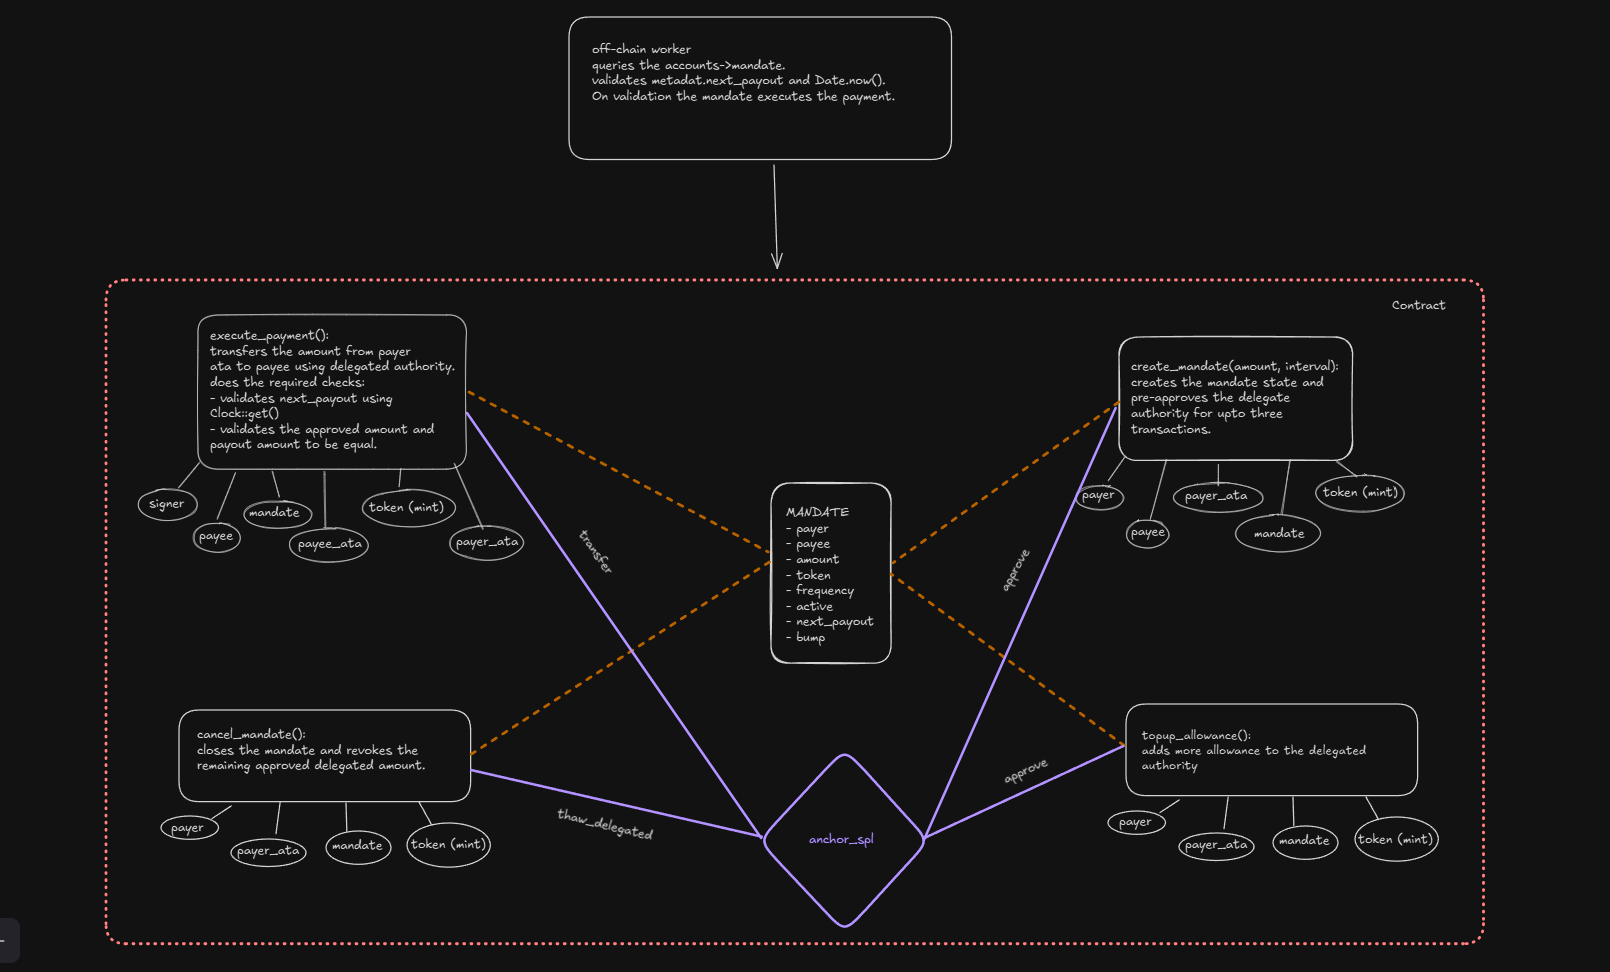 off-chain worker
queries the accounts->mandate.
validates metadat.next_payout and Date.now().
On validation the mandate executes the payment.
Contract
execute_payment():
transfers the amount from payer
ata to payee using delegated authority.
does the required checks:
- validates next_payout using
Clock::get()
- validates the approved amount and
payout amount to be equal.
signer
payee
mandate
payee_ata
token (mint)
payer_ata
create_mandate(amount, interval):
creates the mandate state and
pre-approves the delegate
authority for upto three
transactions.
payer
payee
payer_ata
mandate
token (mint)
MANDATE
- payer
- payee
- amount
- token
- frequency
- active
- next_payout
- bump
transfer
approve
cancel_mandate():
closes the mandate and revokes the
remaining approved delegated amount.
payer
payer_ata
mandate
token (mint)
thaw_delegated
anchor_spl
approve
topup_allowance():
adds more allowance to the delegated
authority
payer
payer_ata
mandate
token (mint)